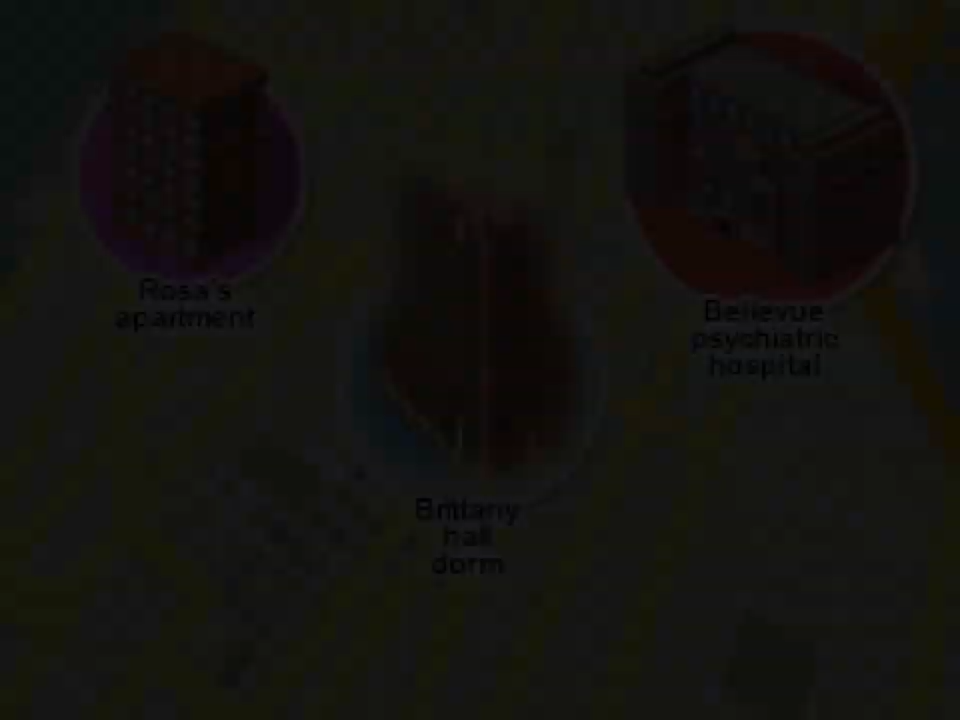 Rosa's
apartment
Bellevue
psychiatric
hospital
Brittany
hall
dorm